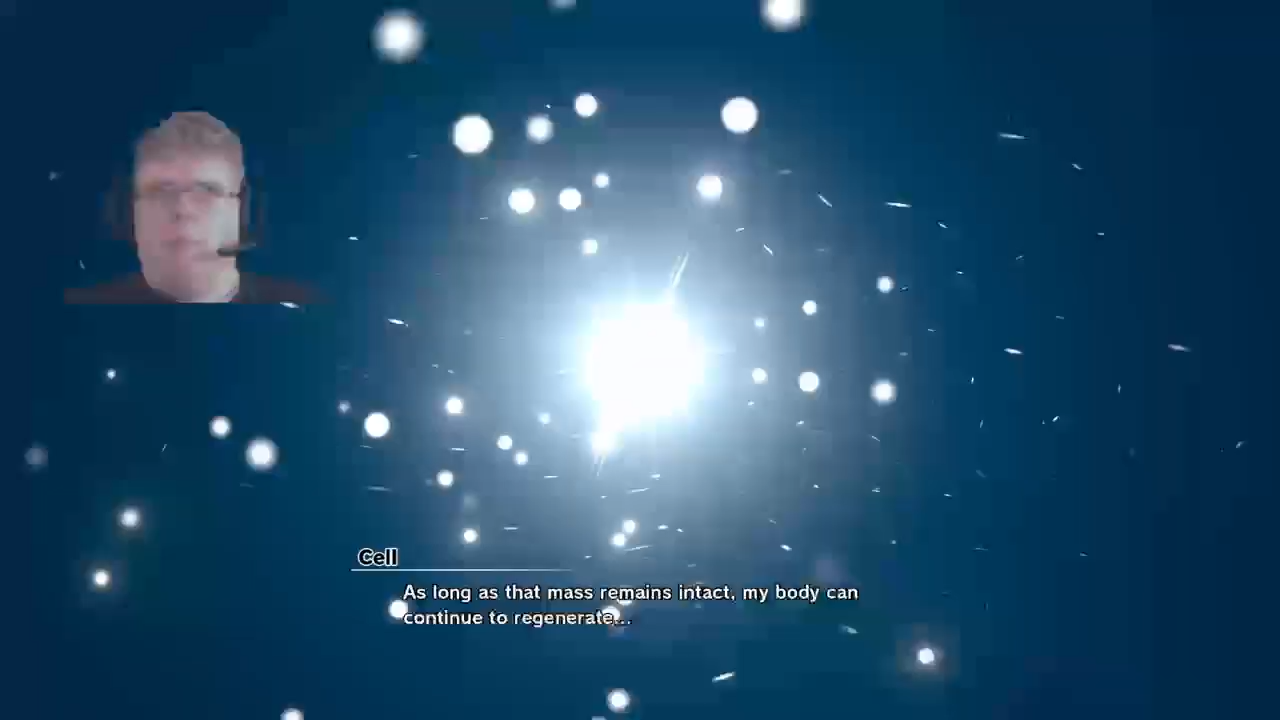 Cell
As long as that mass remains intact, my body can
continue to regenerate...